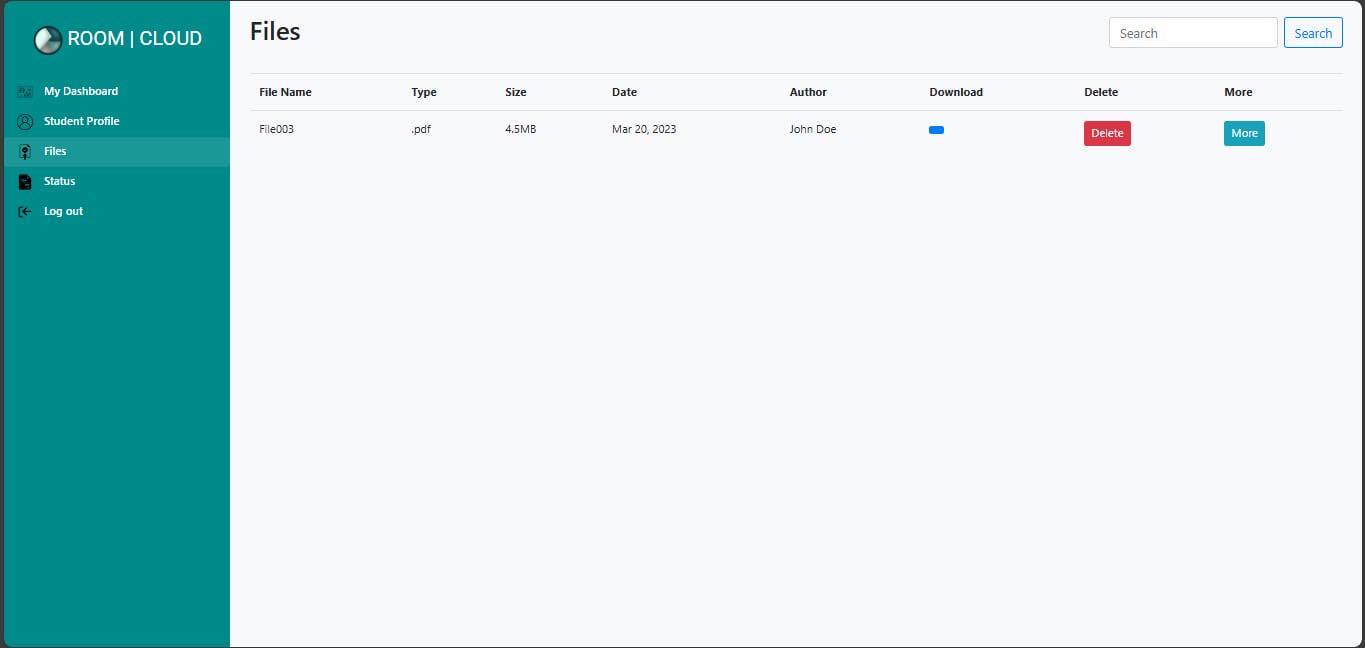 ROOM | CLOUD
My Dashboard
Student Profile
Files
Status
Log out
Files
Search
Search
File Name Type Size Date Author Download Delete More
File003 .pdf 4.5MB Mar 20, 2023 John Doe Delete More